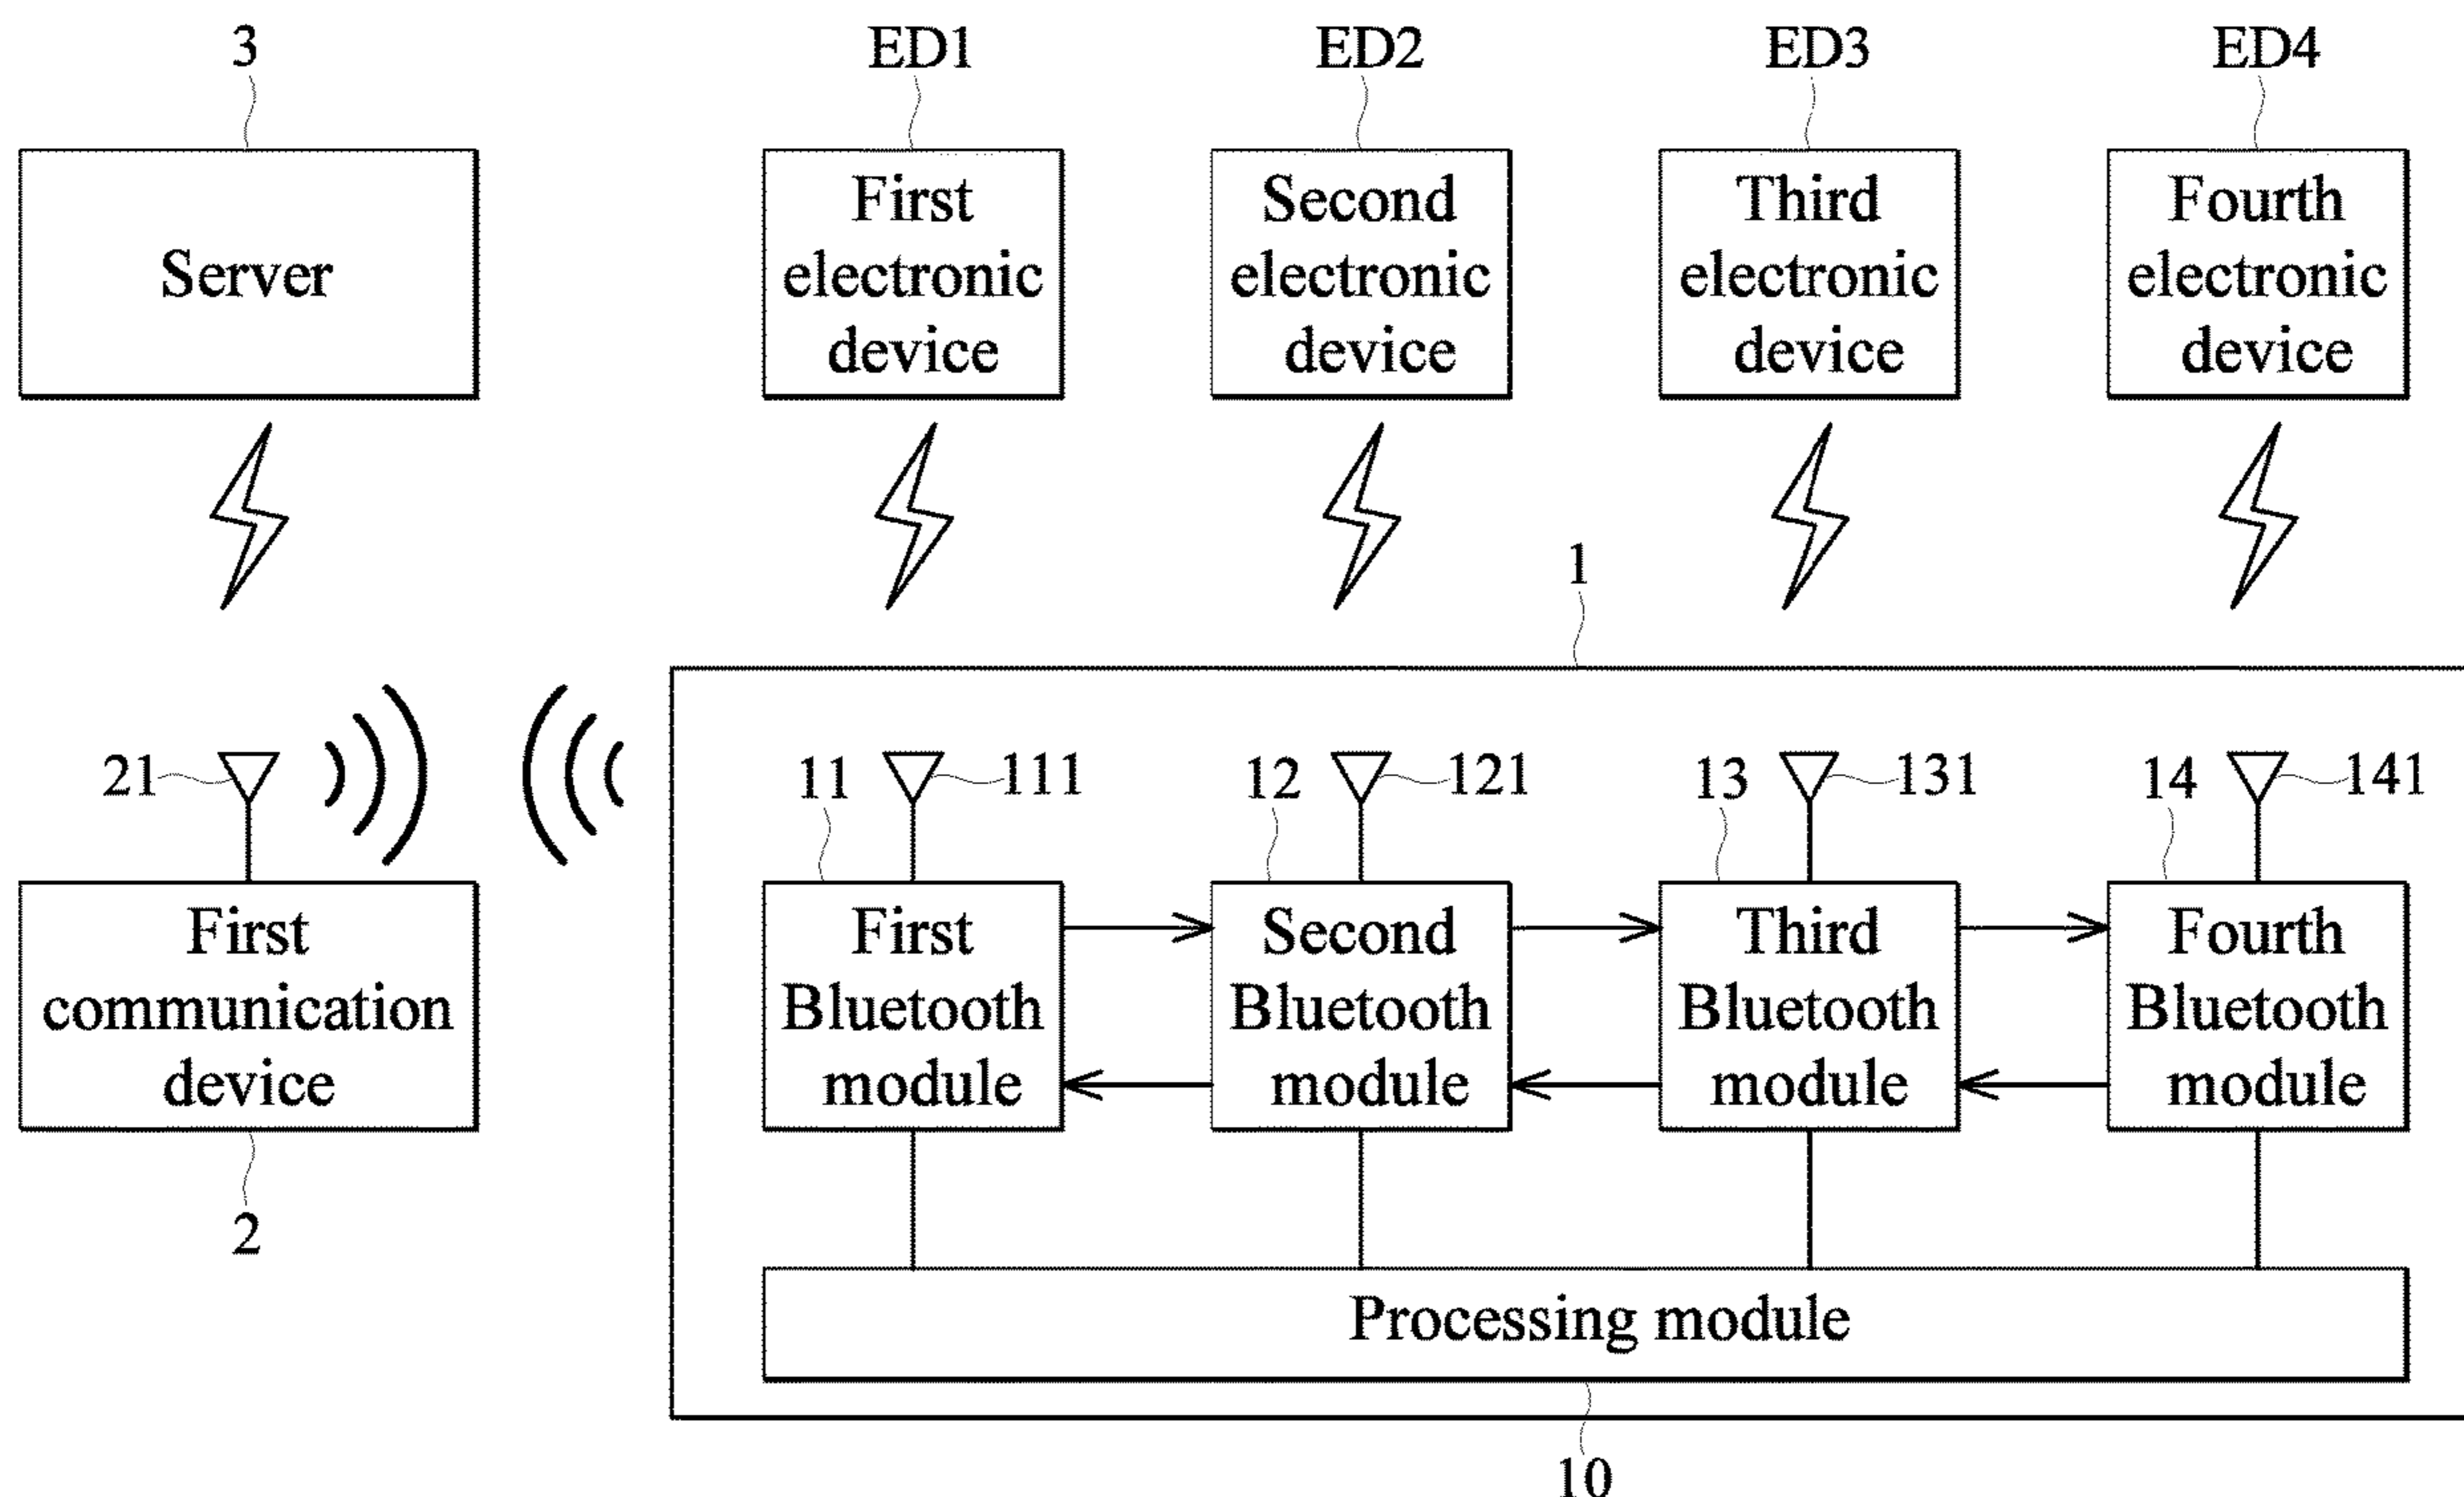 3
ED1
ED2
ED3
ED4
Server
First
electronic
device
Second
electronic
device
Third
electronic
device
Fourth
electronic
device
1
21
11
111
12
121
13
131
14
141
First
communication
device
First
Bluetooth
module
Second
Bluetooth
module
Third
Bluetooth
module
Fourth
Bluetooth
module
2
Processing module
10